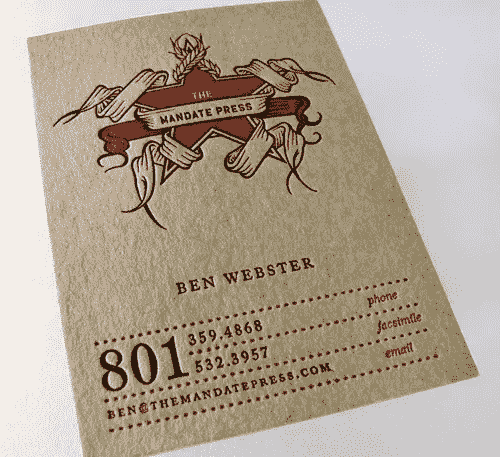 THE
MANDATE PRESS
BEN WEBSTER
801 359.4868 phone
532.3957 facsimile
BEN@THEMANDATEPRESS.COM email